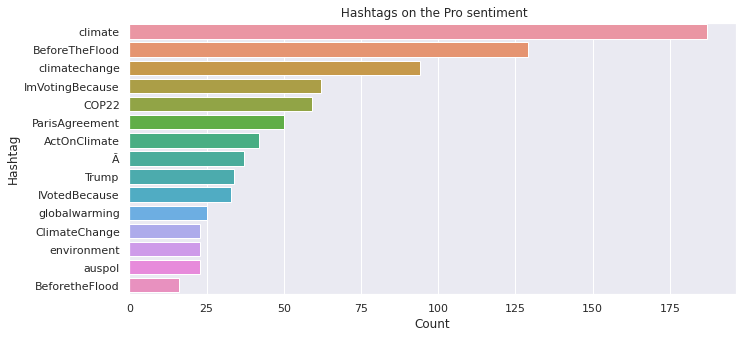 Hashtags on the Pro sentiment
climate
BeforeTheFlood
climatechange
ImVotingBecause
COP22
ParisAgreement
ActOnClimate
Ā
Trump
IVotedBecause
globalwarming
ClimateChange
environment
auspol
BeforetheFlood
Hashtag
0 25 50 75 100 125 150 175
Count